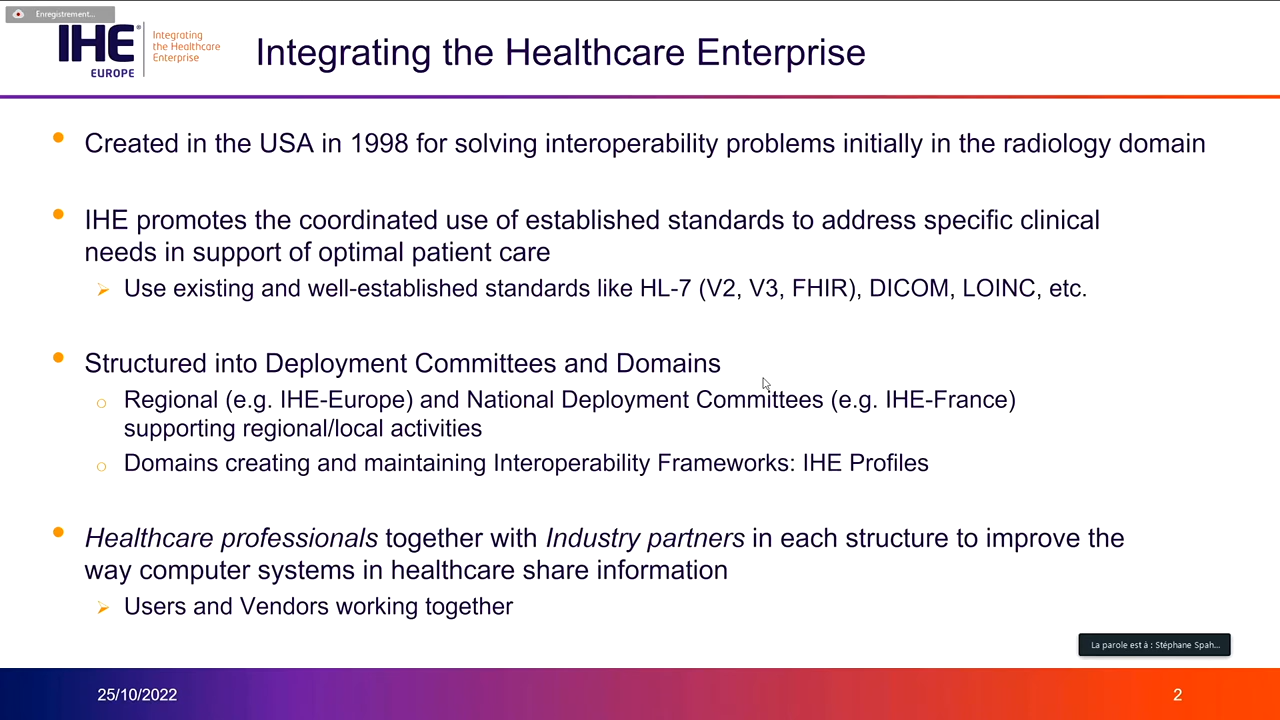 Enregistrement...
IHE® EUROPE
Integrating
the Healthcare
Enterprise
Integrating the Healthcare Enterprise
• Created in the USA in 1998 for solving interoperability problems initially in the radiology domain
• IHE promotes the coordinated use of established standards to address specific clinical
needs in support of optimal patient care
➢ Use existing and well-established standards like HL-7 (V2, V3, FHIR), DICOM, LOINC, etc.
• Structured into Deployment Committees and Domains
o Regional (e.g. IHE-Europe) and National Deployment Committees (e.g. IHE-France)
supporting regional/local activities
o Domains creating and maintaining Interoperability Frameworks: IHE Profiles
• Healthcare professionals together with Industry partners in each structure to improve the
way computer systems in healthcare share information
➢ Users and Vendors working together
La parole est à : Stéphane Spah...
25/10/2022
2